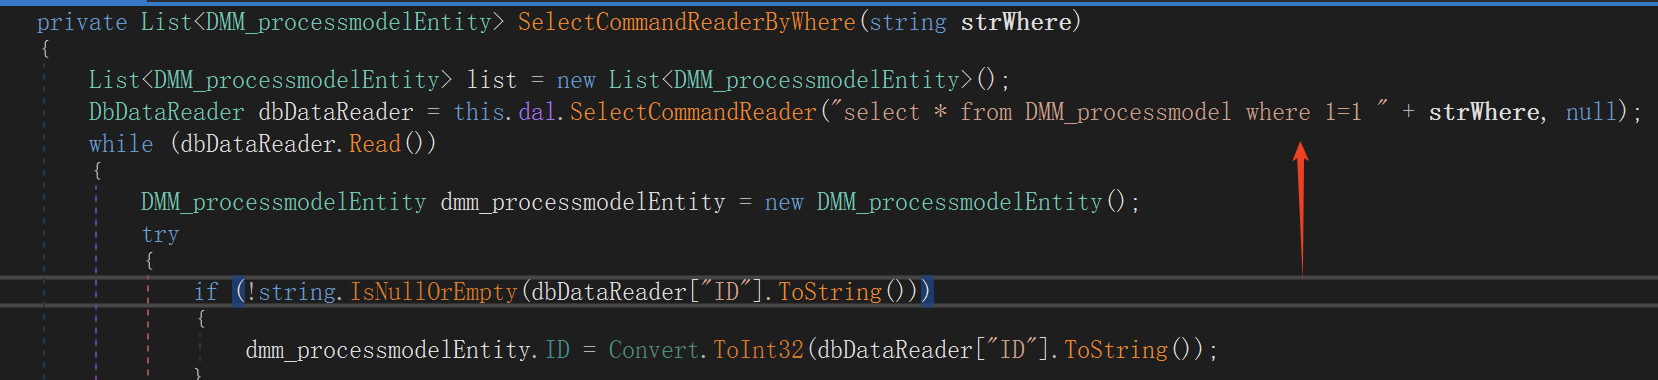 private List<DMM_processmodelEntity> SelectCommandReaderByWhere(string strWhere)
{
List<DMM_processmodelEntity> list = new List<DMM_processmodelEntity>();
DbDataReader dbDataReader = this.dal.SelectCommandReader("select * from DMM_processmodel where 1=1 " + strWhere, null);
while (dbDataReader.Read())
{
DMM_processmodelEntity dmm_processmodelEntity = new DMM_processmodelEntity();
try
{
if (!string.IsNullOrEmpty(dbDataReader["ID"].ToString()))
{
dmm_processmodelEntity.ID = Convert.ToInt32(dbDataReader["ID"].ToString());
}